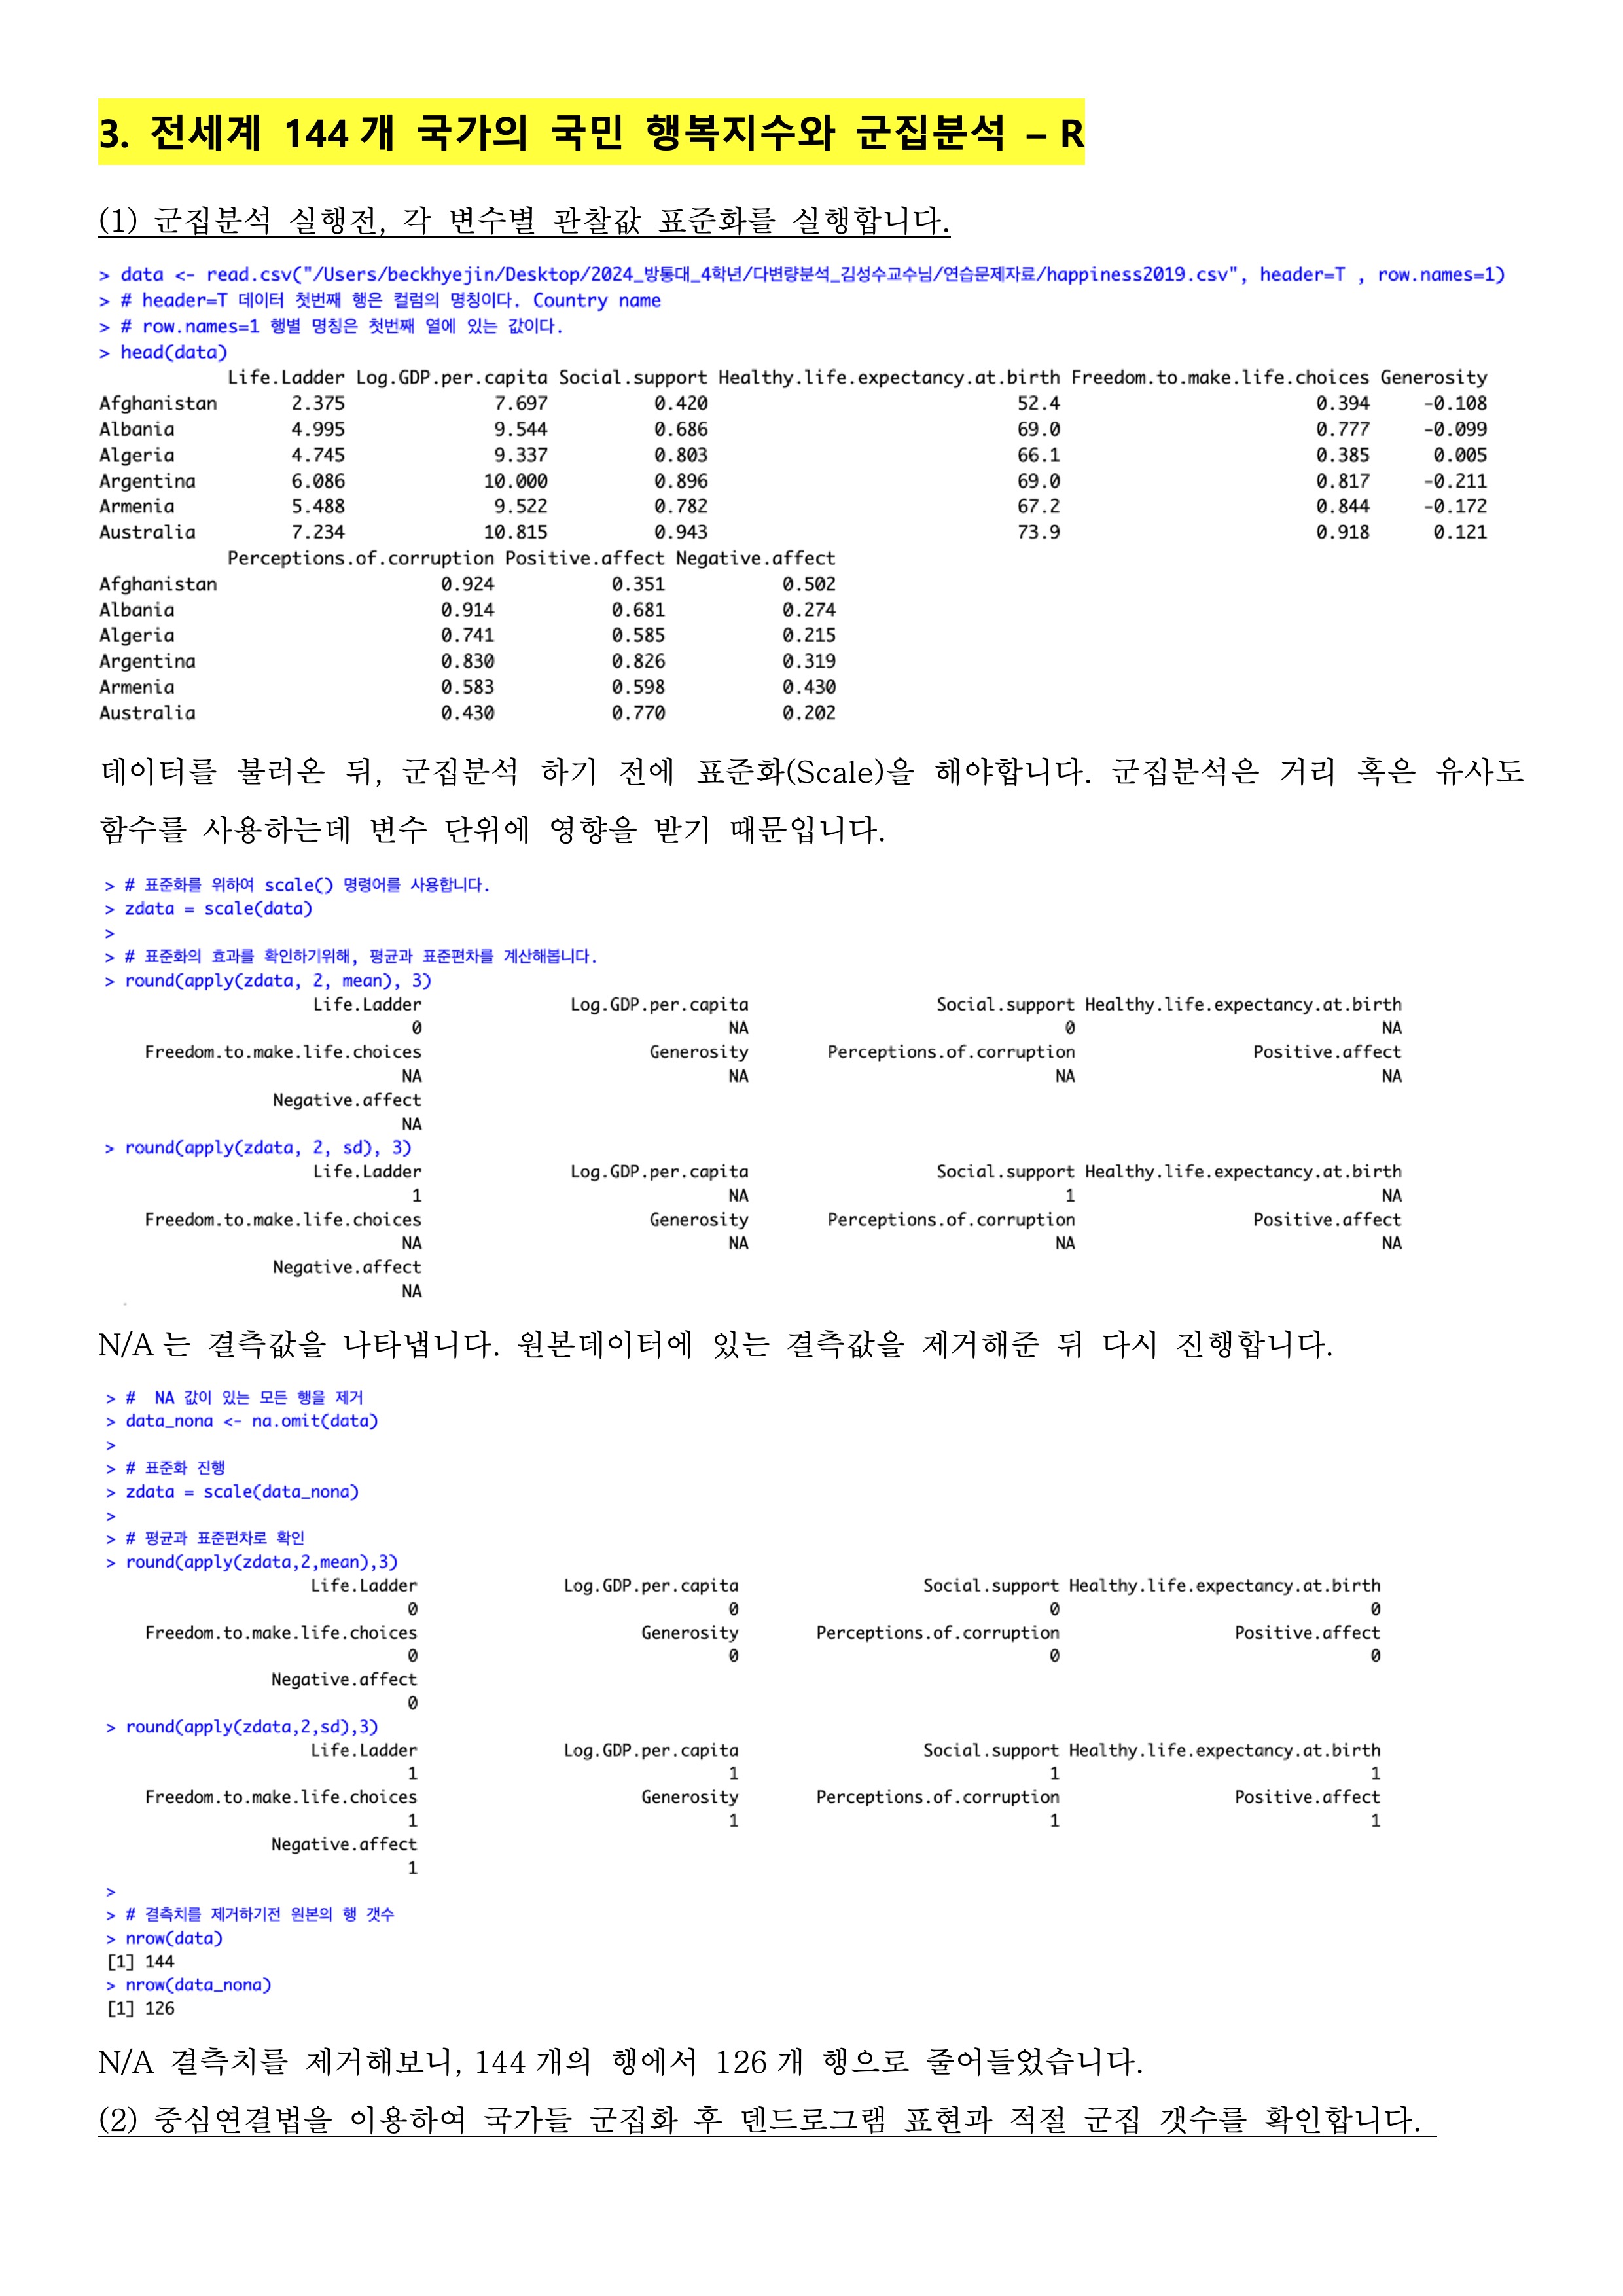 3. 전세계 144개 국가의 국민 행복지수와 군집분석 – R
(1) 군집분석 실행전, 각 변수별 관찰값 표준화를 실행합니다.
> data <- read.csv("/Users/beckhyejin/Desktop/2024_방통대_4학년/다변량분석_김성수교수님/연습문제자료/happiness2019.csv", header=T , row.names=1)
> # header=T 데이터 첫번째 행은 컬럼의 명칭이다. Country name
> # row.names=1 행별 명칭은 첫번째 열에 있는 값이다.
> head(data)
Life.Ladder Log.GDP.per.capita Social.support Healthy.life.expectancy.at.birth Freedom.to.make.life.choices Generosity
Afghanistan 2.375 7.697 0.420 52.4 0.394 -0.108
Albania 4.995 9.544 0.686 69.0 0.777 -0.099
Algeria 4.745 9.337 0.803 66.1 0.385 0.005
Argentina 6.086 10.000 0.896 69.0 0.817 -0.211
Armenia 5.488 9.522 0.782 67.2 0.844 -0.172
Australia 7.234 10.815 0.943 73.9 0.918 0.121
Perceptions.of.corruption Positive.affect Negative.affect
Afghanistan 0.924 0.351 0.502
Albania 0.914 0.681 0.274
Algeria 0.741 0.585 0.215
Argentina 0.830 0.826 0.319
Armenia 0.583 0.598 0.430
Australia 0.430 0.770 0.202
데이터를 불러온 뒤, 군집분석 하기 전에 표준화(Scale)을 해야합니다. 군집분석은 거리 혹은 유사도
함수를 사용하는데 변수 단위에 영향을 받기 때문입니다.
> # 표준화를 위하여 scale() 명령어를 사용합니다.
> zdata = scale(data)
>
> # 표준화의 효과를 확인하기위해, 평균과 표준편차를 계산해봅니다.
> round(apply(zdata, 2, mean), 3)
Life.Ladder Log.GDP.per.capita Social.support Healthy.life.expectancy.at.birth
0 NA 0 NA
Freedom.to.make.life.choices Generosity Perceptions.of.corruption Positive.affect
NA NA NA NA
Negative.affect
NA
> round(apply(zdata, 2, sd), 3)
Life.Ladder Log.GDP.per.capita Social.support Healthy.life.expectancy.at.birth
1 NA 1 NA
Freedom.to.make.life.choices Generosity Perceptions.of.corruption Positive.affect
NA NA NA NA
Negative.affect
NA
N/A는 결측값을 나타냅니다. 원본데이터에 있는 결측값을 제거해준 뒤 다시 진행합니다.
> #  NA 값이 있는 모든 행을 제거
> data_nona <- na.omit(data)
>
> # 표준화 진행
> zdata = scale(data_nona)
>
> # 평균과 표준편차로 확인
> round(apply(zdata,2,mean),3)
Life.Ladder Log.GDP.per.capita Social.support Healthy.life.expectancy.at.birth
0 0 0 0
Freedom.to.make.life.choices Generosity Perceptions.of.corruption Positive.affect
0 0 0 0
Negative.affect
0
> round(apply(zdata,2,sd),3)
Life.Ladder Log.GDP.per.capita Social.support Healthy.life.expectancy.at.birth
1 1 1 1
Freedom.to.make.life.choices Generosity Perceptions.of.corruption Positive.affect
1 1 1 1
Negative.affect
1
>
> # 결측치를 제거하기전 원본의 행 갯수
> nrow(data)
[1] 144
> nrow(data_nona)
[1] 126
N/A 결측치를 제거해보니, 144개의 행에서 126개 행으로 줄어들었습니다.
(2) 중심연결법을 이용하여 국가들 군집화 후 덴드로그램 표현과 적절 군집 갯수를 확인합니다.